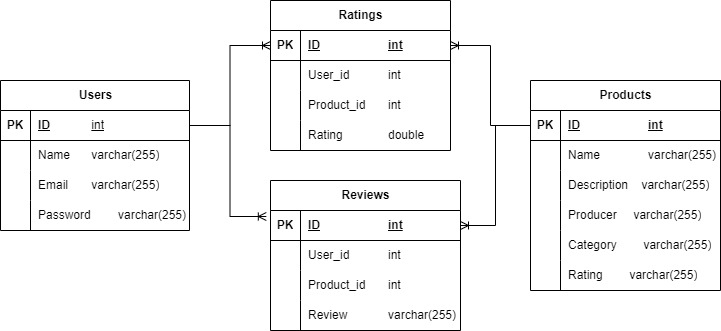 Ratings
PK ID int
User_id int
Product_id int
Rating double
Users
PK ID int
Name varchar(255)
Email varchar(255)
Password varchar(255)
Products
PK ID int
Name varchar(255)
Description varchar(255)
Producer varchar(255)
Category varchar(255)
Rating varchar(255)
Reviews
PK ID int
User_id int
Product_id int
Review varchar(255)